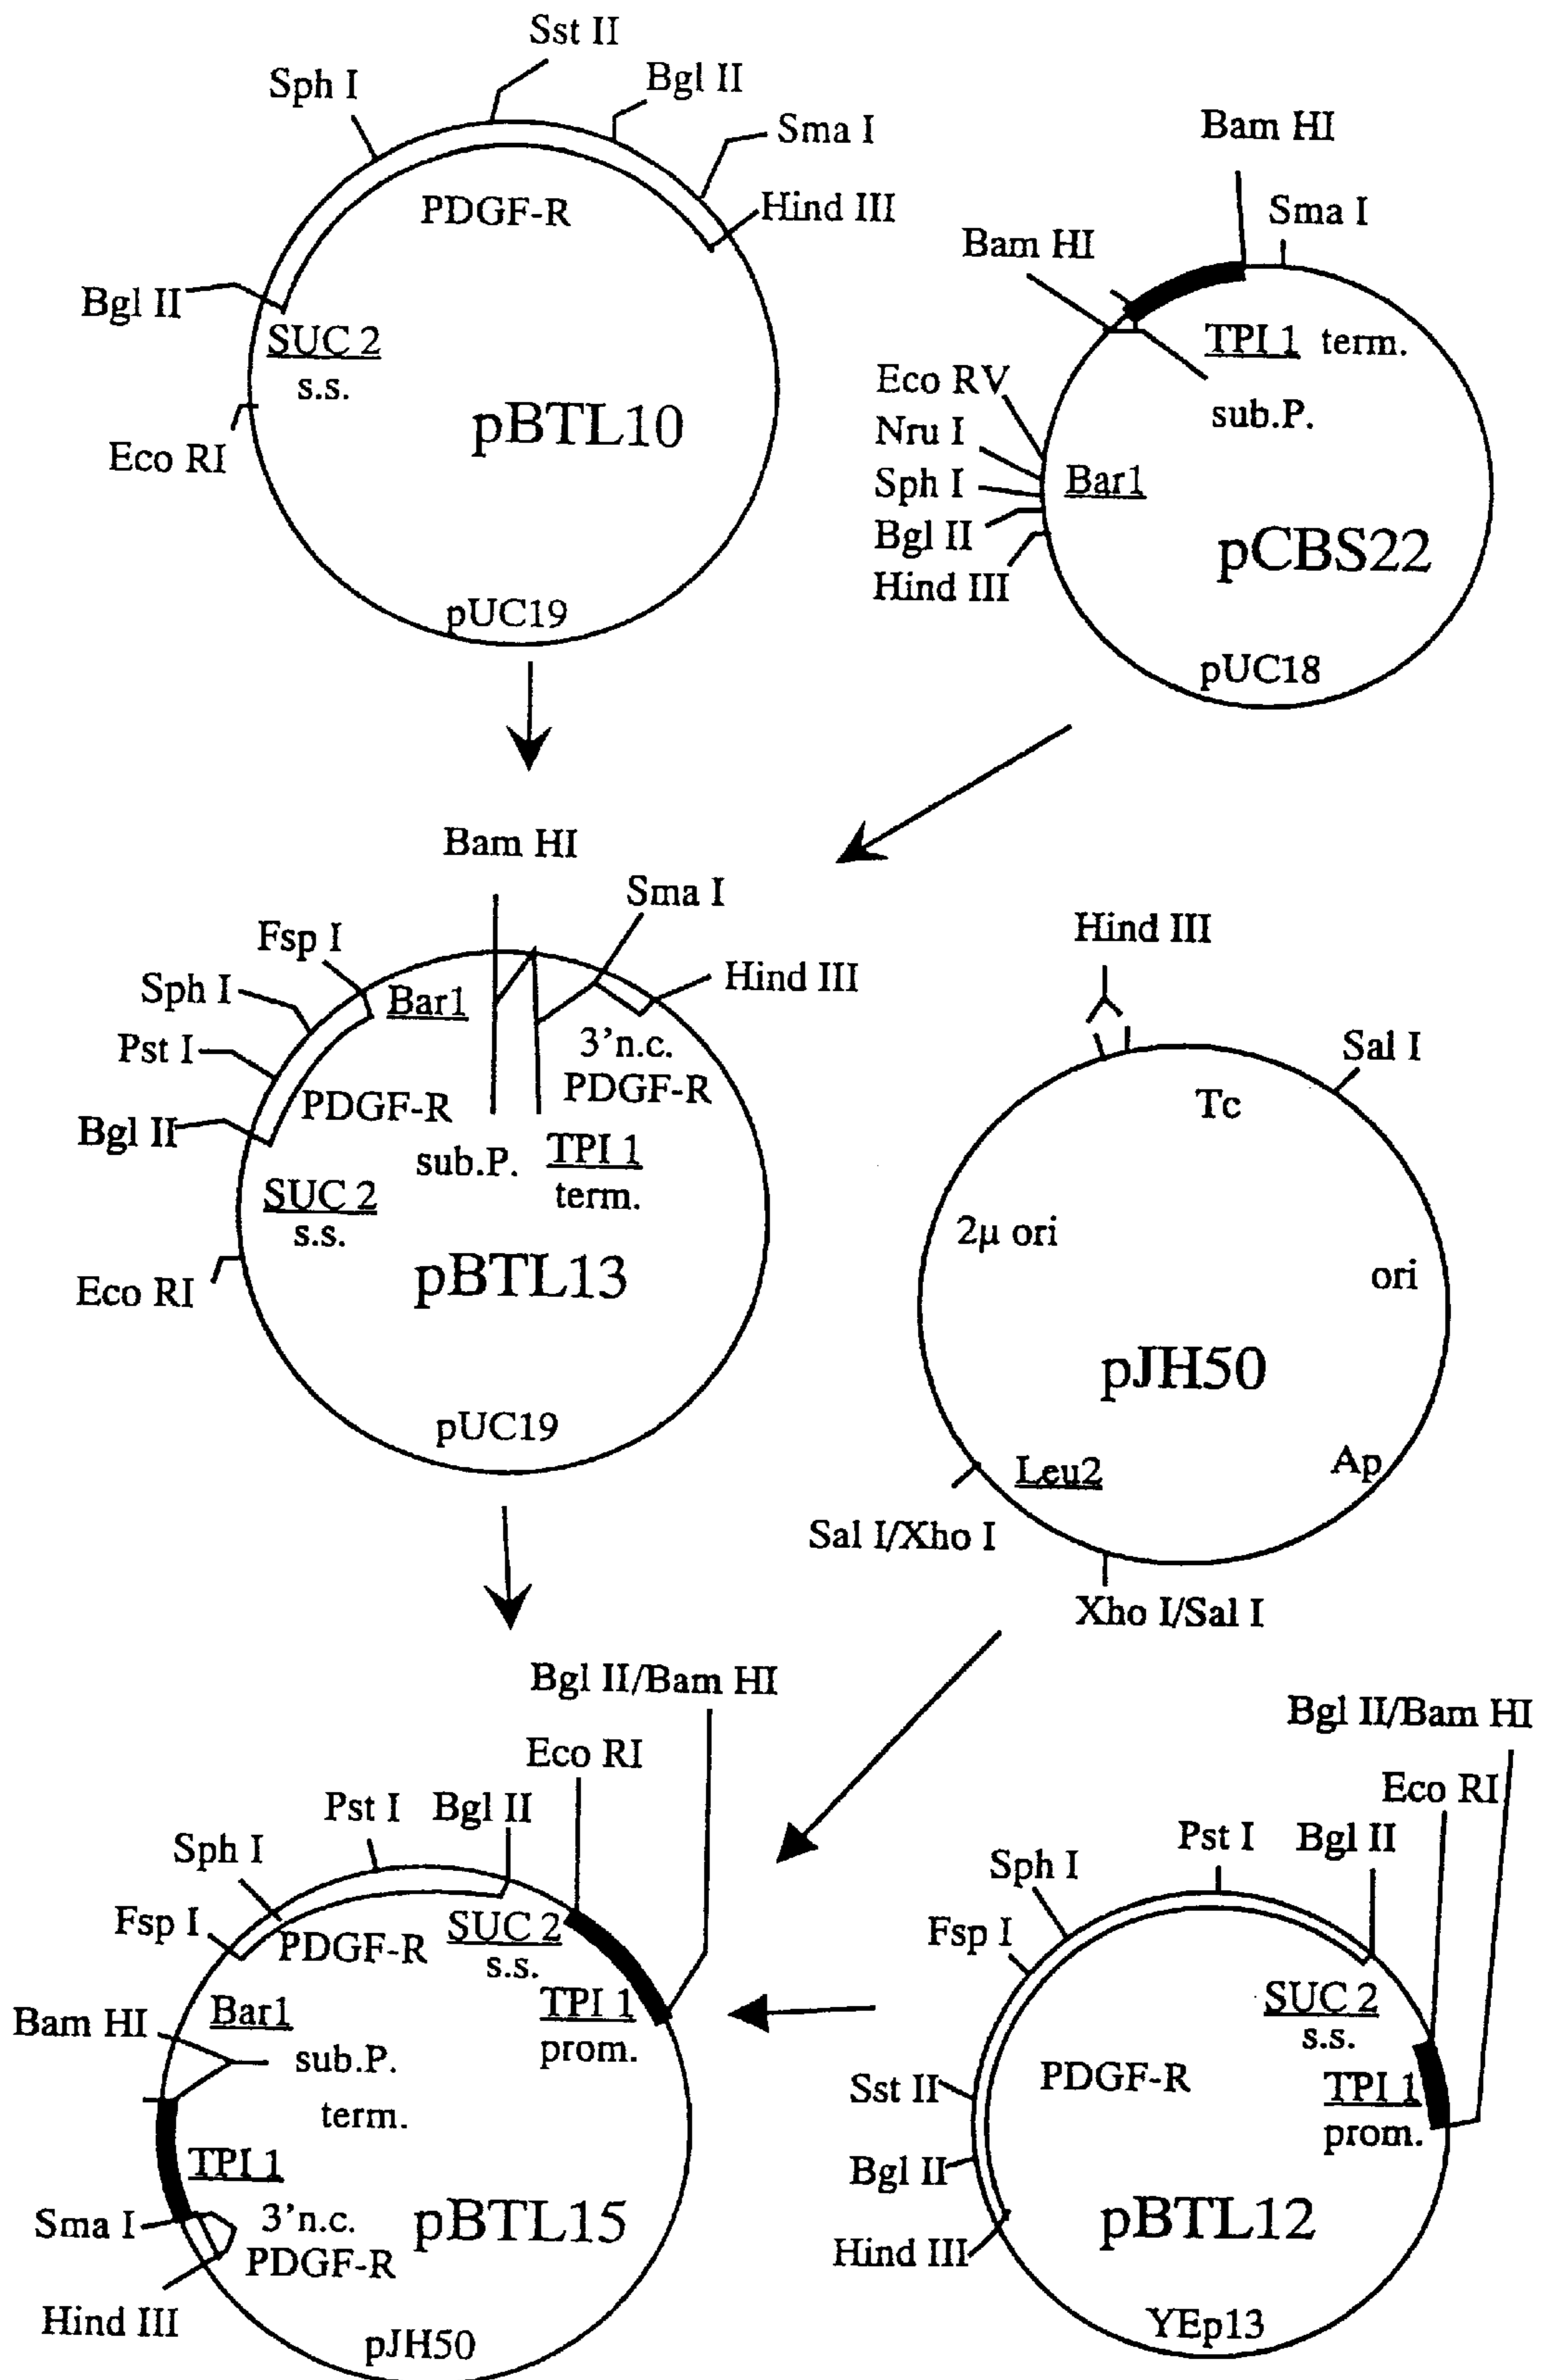 Sst II
Sph I
Bgl II
Sma I
PDGF-R
Hind III
Bgl II
SUC 2
s.s.
pBTL10
Eco RI
pUC19
Bam HI
Sma I
Bam HI
TPI 1 term.
Eco RV
sub.P.
Nru I
Sph I
Bar1
Bgl II
pCBS22
Hind III
pUC18
Bam HI
Sma I
Fsp I
Hind III
Sph I
Bar1
Pst I
3'n.c.
PDGF-R
PDGF-R
Bgl II
sub.P.
TPI 1
term.
SUC 2
s.s.
pBTL13
Eco RI
pUC19
Hind III
Sal I
Tc
2µ ori
ori
pJH50
Leu2
Ap
Sal I/Xho I
Xho I/Sal I
Bgl II/Bam HI
Eco RI
Pst I
Bgl II
Sph I
Fsp I
PDGF-R
SUC 2
s.s.
TPI 1
prom.
Bar1
Bam HI
sub.P.
term.
TPI 1
Sma I
3'n.c.
PDGF-R
pBTL15
Hind III
pJH50
Bgl II/Bam HI
Eco RI
Pst I
Bgl II
Sph I
Fsp I
SUC 2
s.s.
PDGF-R
Sst II
TPI 1
prom.
Bgl II
pBTL12
Hind III
YEp13